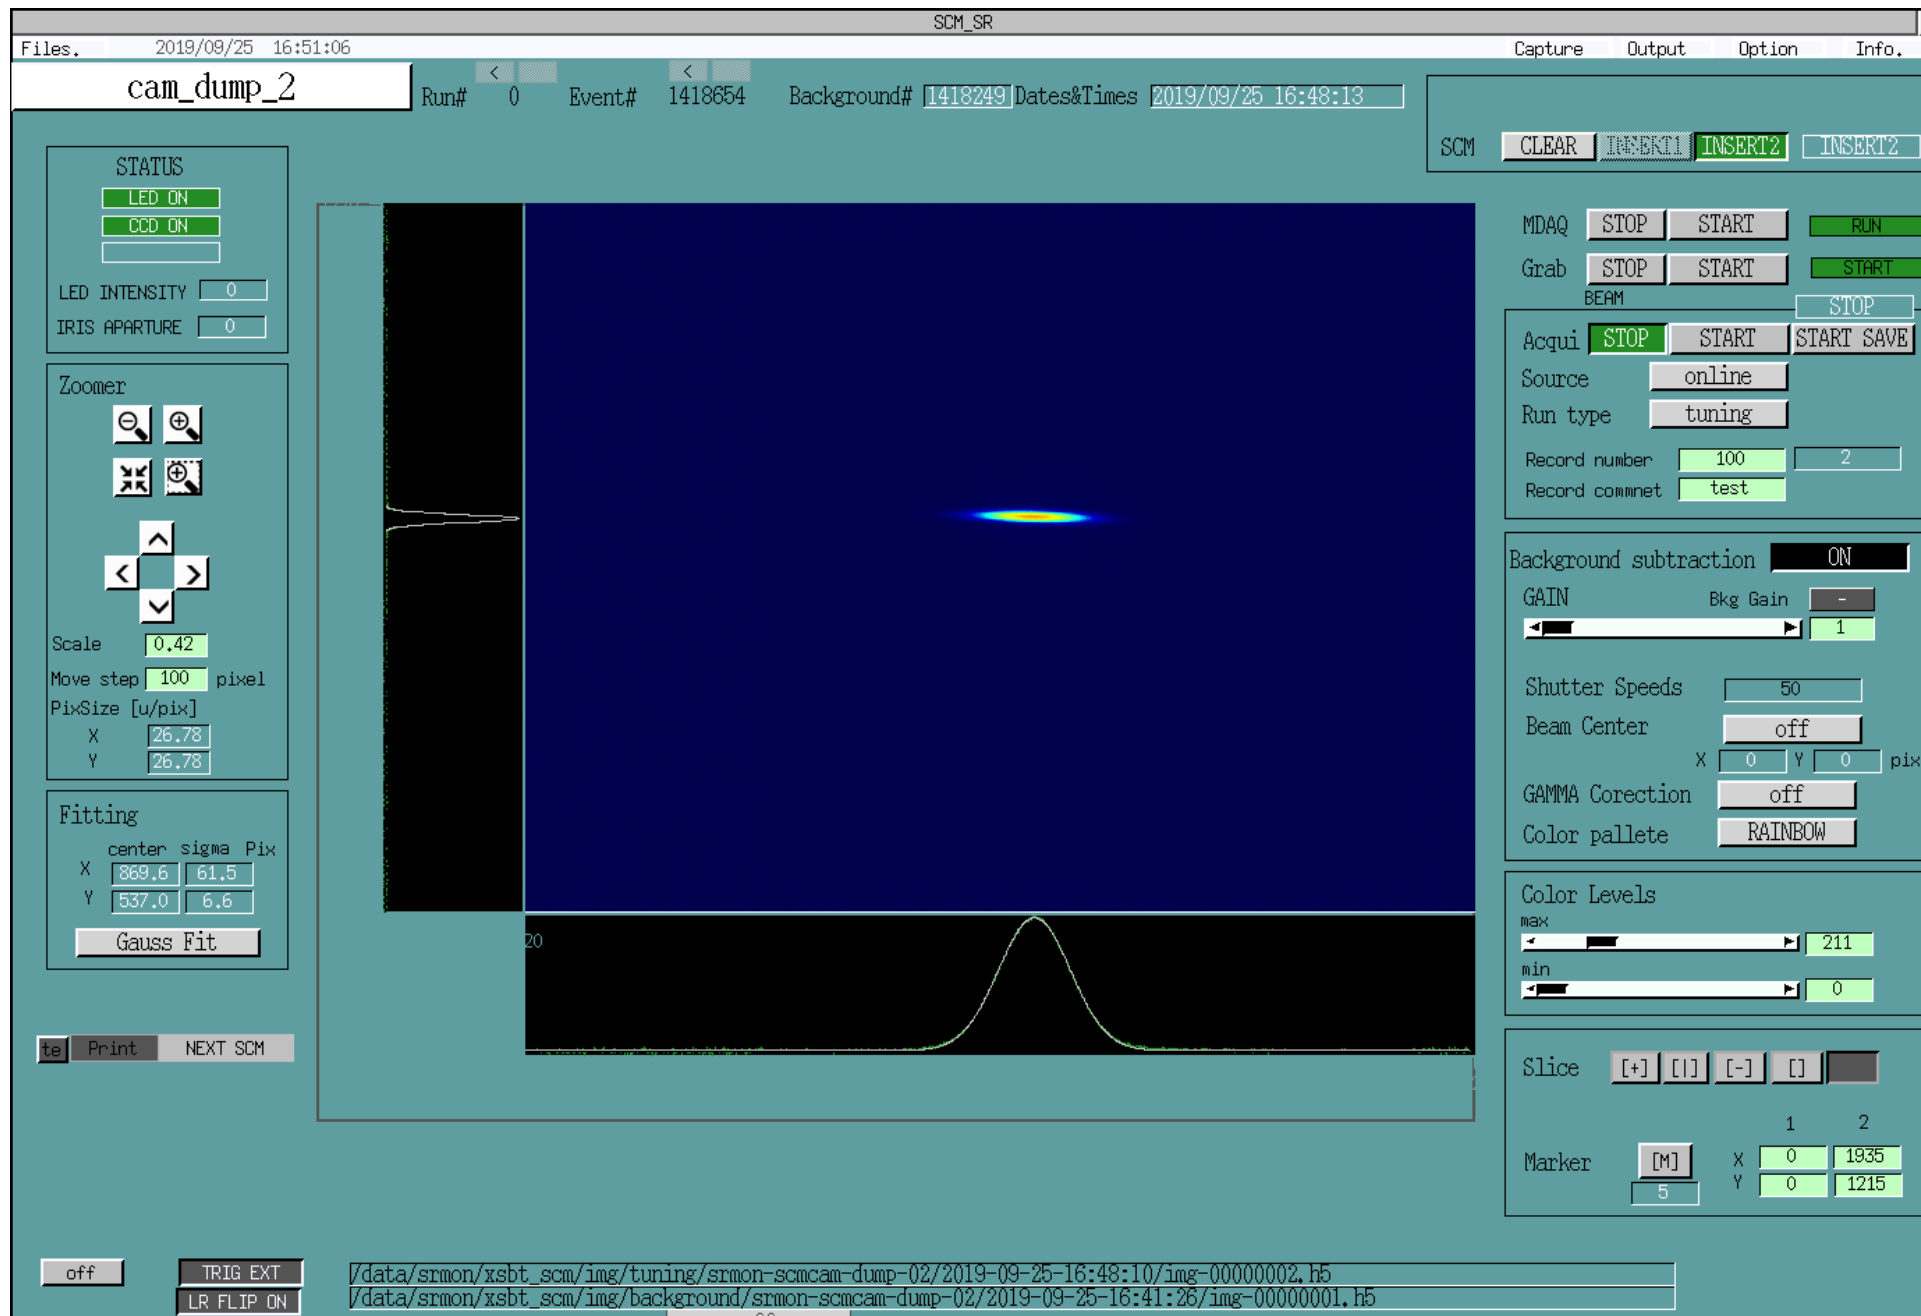 SCM_SR
Files. 2019/09/25 16:51:06 Capture Output Option Info.
cam_dump_2
Run# < 0 Event# < 1418654 Background# 1418249 Dates&Times 2019/09/25 16:48:13
SCM CLEAR INSERT1 INSERT2 INSERT2
STATUS
LED ON
CCD ON
LED INTENSITY 0
IRIS APARTURE 0
Zoomer
Scale 0.42
Move step 100 pixel
PixSize [u/pix]
X 26.78
Y 26.78
Fitting
center sigma Pix
X 869.6 61.5
Y 537.0 6.6
Gauss Fit
te Print NEXT SCM
20
MDAQ STOP START RUN
Grab STOP START START
BEAM
STOP
Acqui STOP START START SAVE
Source online
Run type tuning
Record number 100 2
Record commnet test
Background subtraction ON
GAIN Bkg Gain -
1
Shutter Speeds 50
Beam Center off
X 0 Y 0 pix
GAMMA Corection off
Color pallete RAINBOW
Color Levels
max
211
min
0
Slice [+] [|] [-] []
1 2
Marker [M] X 0 1935
5 Y 0 1215
off TRIG EXT /data/srmon/xsbt_scm/img/tuning/srmon-scmcam-dump-02/2019-09-25-16:48:10/img-00000002.h5
LR FLIP ON /data/srmon/xsbt_scm/img/background/srmon-scmcam-dump-02/2019-09-25-16:41:26/img-00000001.h5